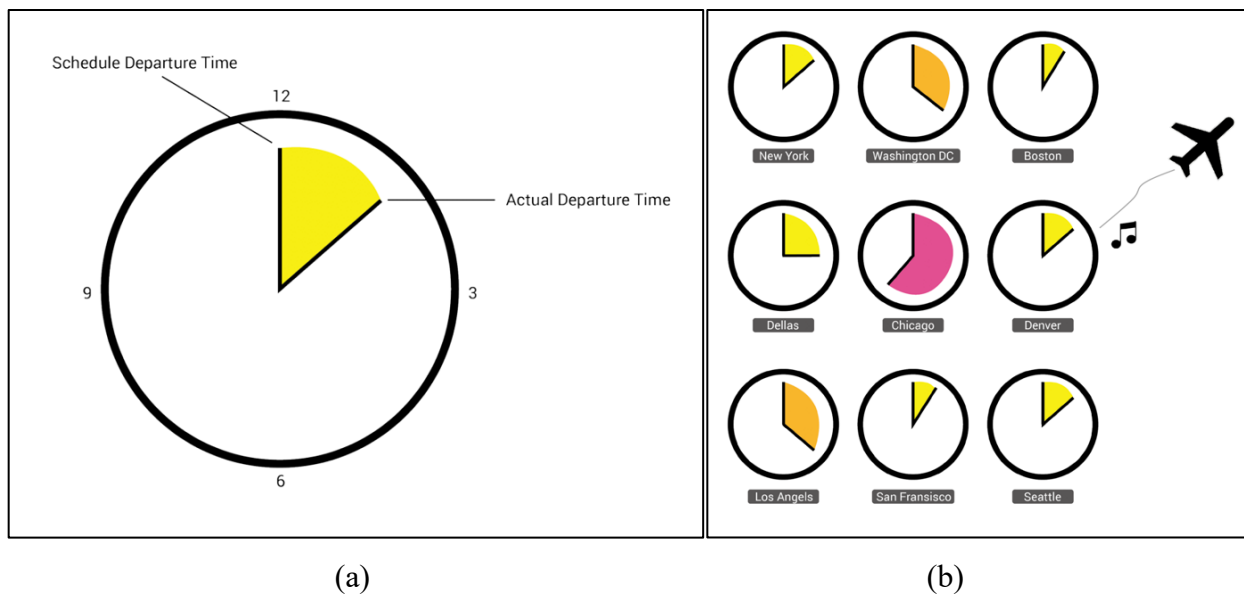 Schedule Departure Time
12
Actual Departure Time
9
3
6
New York
Washington DC
Boston
Dellas
Chicago
Denver
Los Angels
San Fransisco
Seattle
(a)
(b)